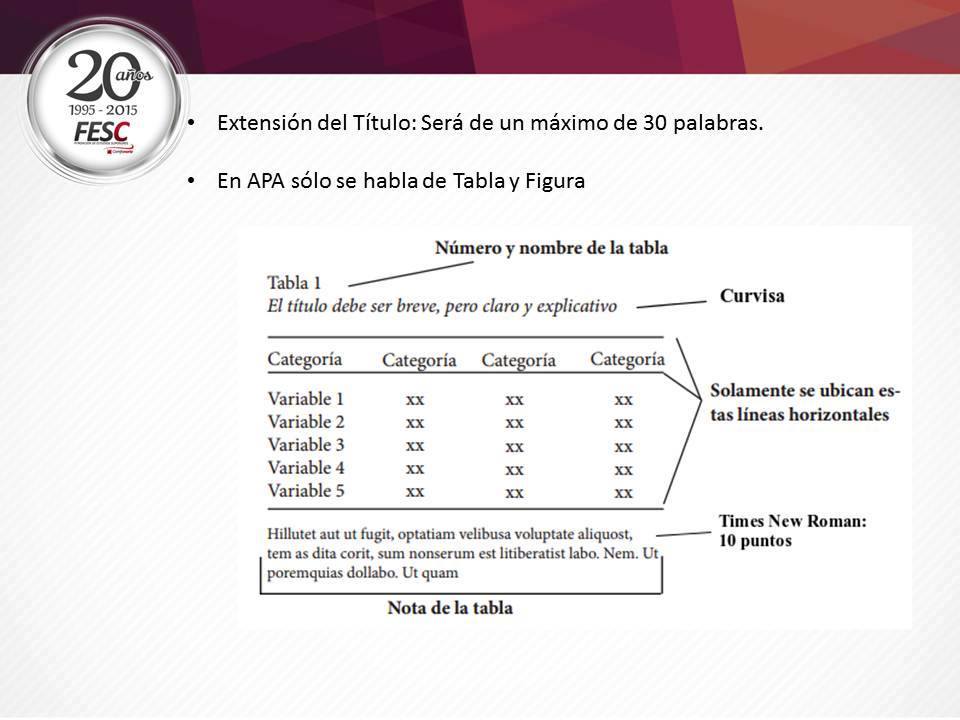 20
años
1995 - 2015
FESC
• Extensión del Título: Será de un máximo de 30 palabras.
• En APA sólo se habla de Tabla y Figura
Número y nombre de la tabla
Tabla 1
El título debe ser breve, pero claro y explicativo
Curvisa
Categoría Categoría Categoría Categoría
Variable 1 xx xx xx
Variable 2 xx xx xx
Variable 3 xx xx xx
Variable 4 xx xx xx
Variable 5 xx xx xx
Solamente se ubican es-
tas líneas horizontales
Hillutet aut ut fugit, optatiam velibusa voluptate aliquost,
tem as dita corit, sum nonserum est litiberatist labo. Nem. Ut
poremquias dollabo. Ut quam
Times New Roman:
10 puntos
Nota de la tabla